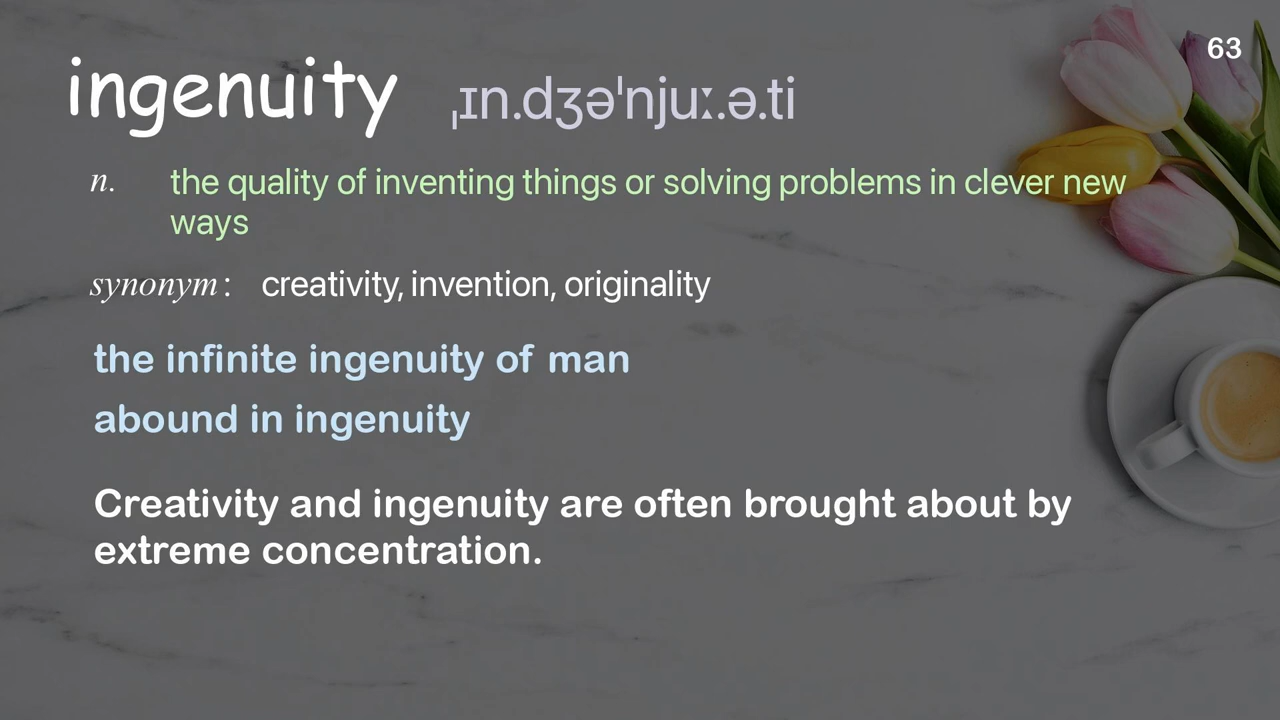 63
ingenuity ˌɪn.dʒəˈnjuː.ə.ti
n. the quality of inventing things or solving problems in clever new
ways
synonym : creativity, invention, originality
the infinite ingenuity of man
abound in ingenuity
Creativity and ingenuity are often brought about by
extreme concentration.